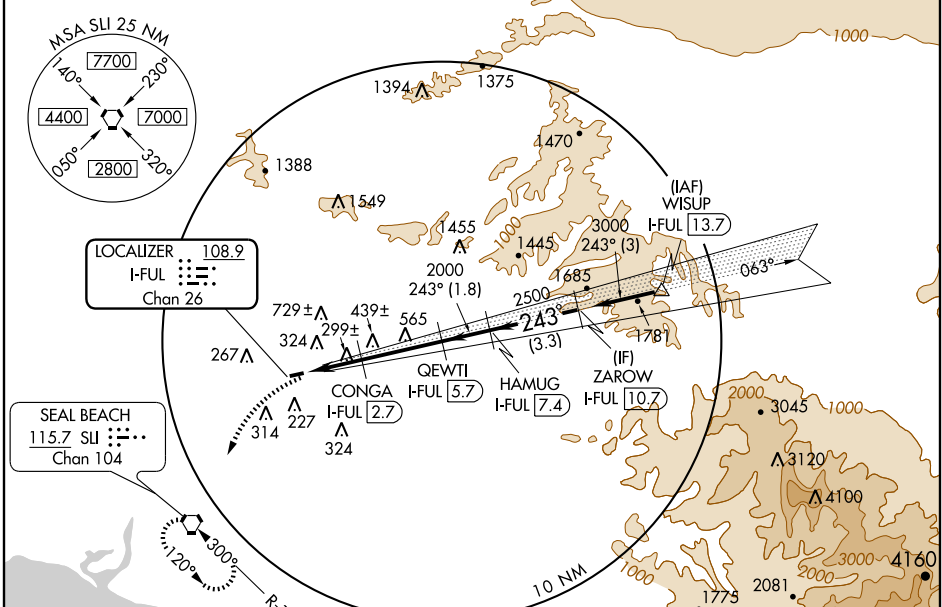 MSA SLI 25 NM
7700
140°
230°
4400
7000
050°
320°
2800
1000
1394
1375
1470
1388
1549
1455
1000
1445
(IAF)
WISUP
I-FUL 13.7
3000
243° (3)
063°
LOCALIZER 108.9
I-FUL
Chan 26
2000
243° (1.8)
1685
2500
243°
(3.3)
1781
729±
439±
565
324
299±
267
QEWTI
I-FUL 5.7
CONGA
I-FUL 2.7
HAMUG
I-FUL 7.4
(IF)
ZAROW
I-FUL 10.7
314
227
324
SEAL BEACH
115.7 SLI
Chan 104
2000
3045
1000
3120
4100
300°
120°
10 NM
1000
3000
4160
2000
2081
1775